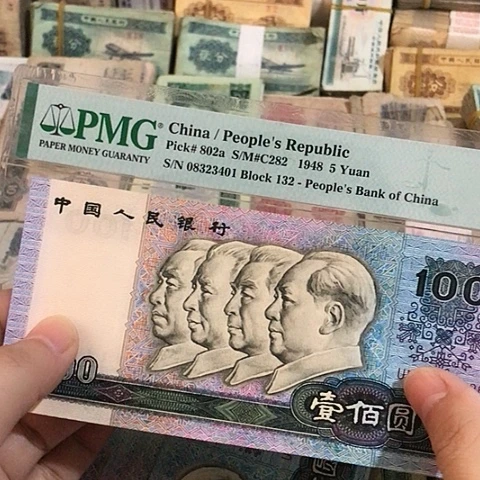 PMG®
PAPER MONEY GUARANTY
China / People's Republic
Pick# 802a S/M#C282 1948 5 Yuan
S/N 08323401 Block 132 - People's Bank of China
中国人民银行
100
壹佰圆